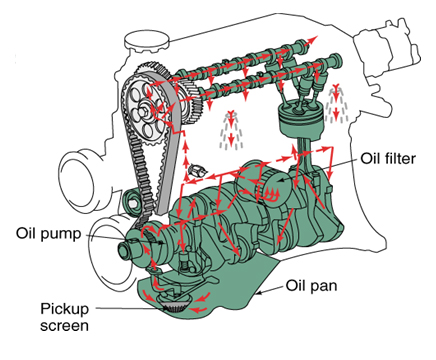 Oil filter
Oil pump
Oil pan
Pickup
screen